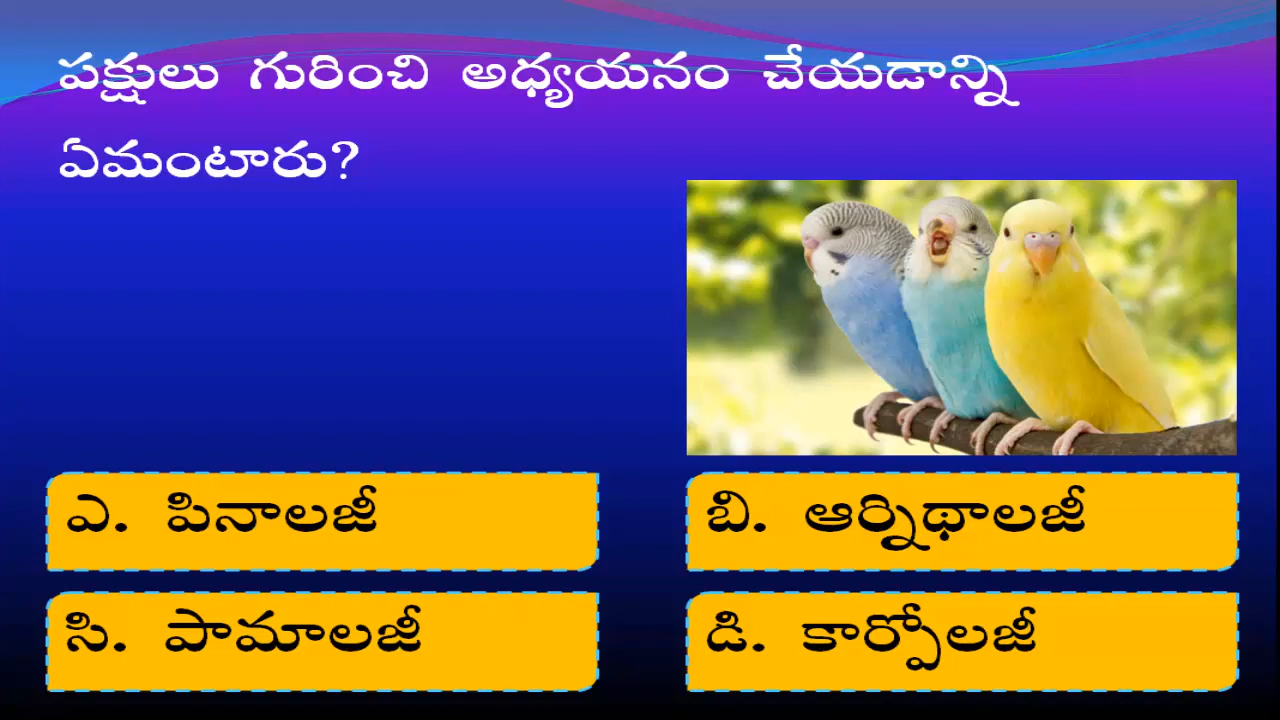 పక్షులు గురించి అధ్యయనం చేయడాన్ని
ఏమంటారు?
ఎ. పినాలజీ
బి. ఆర్నిథాలజీ
సి. పామాలజీ
డి. కార్పోలజీ